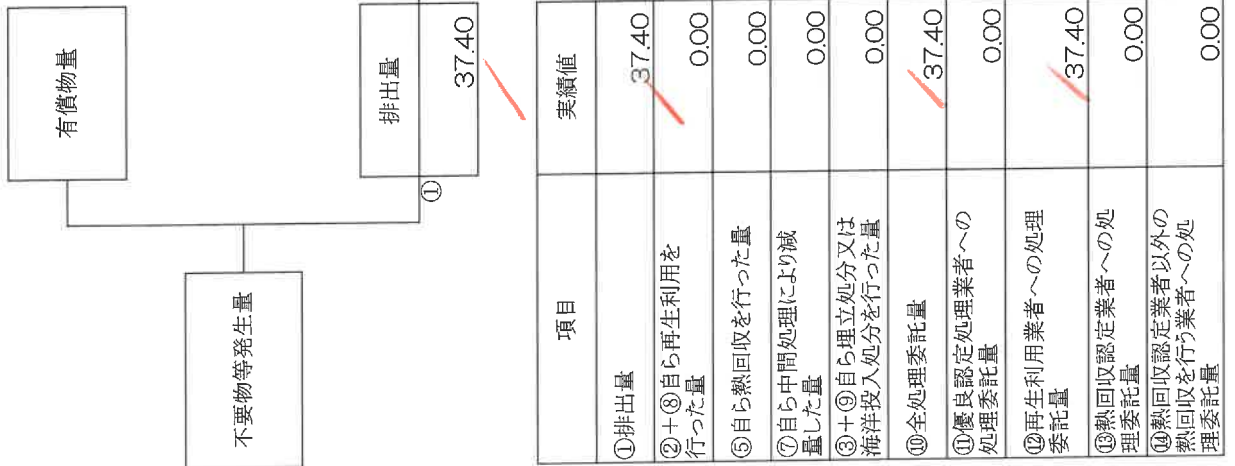 有償物量
不要物等発生量
排出量
①
37.40
項目
実績値
①排出量
37.40
②+⑧自ら再生利用を
行った量
0.00
⑤自ら熱回収を行った量
0.00
⑦自ら中間処理により減
量した量
0.00
③+⑨自ら埋立処分又は
海洋投入処分を行った量
0.00
⑩全処理委託量
37.40
⑪優良認定処理業者への
処理委託量
0.00
⑫再生利用業者への処理
委託量
37.40
⑬熱回収認定業者への処
理委託量
0.00
⑭熱回収認定業者以外の
熱回収を行う業者への処
理委託量
0.00